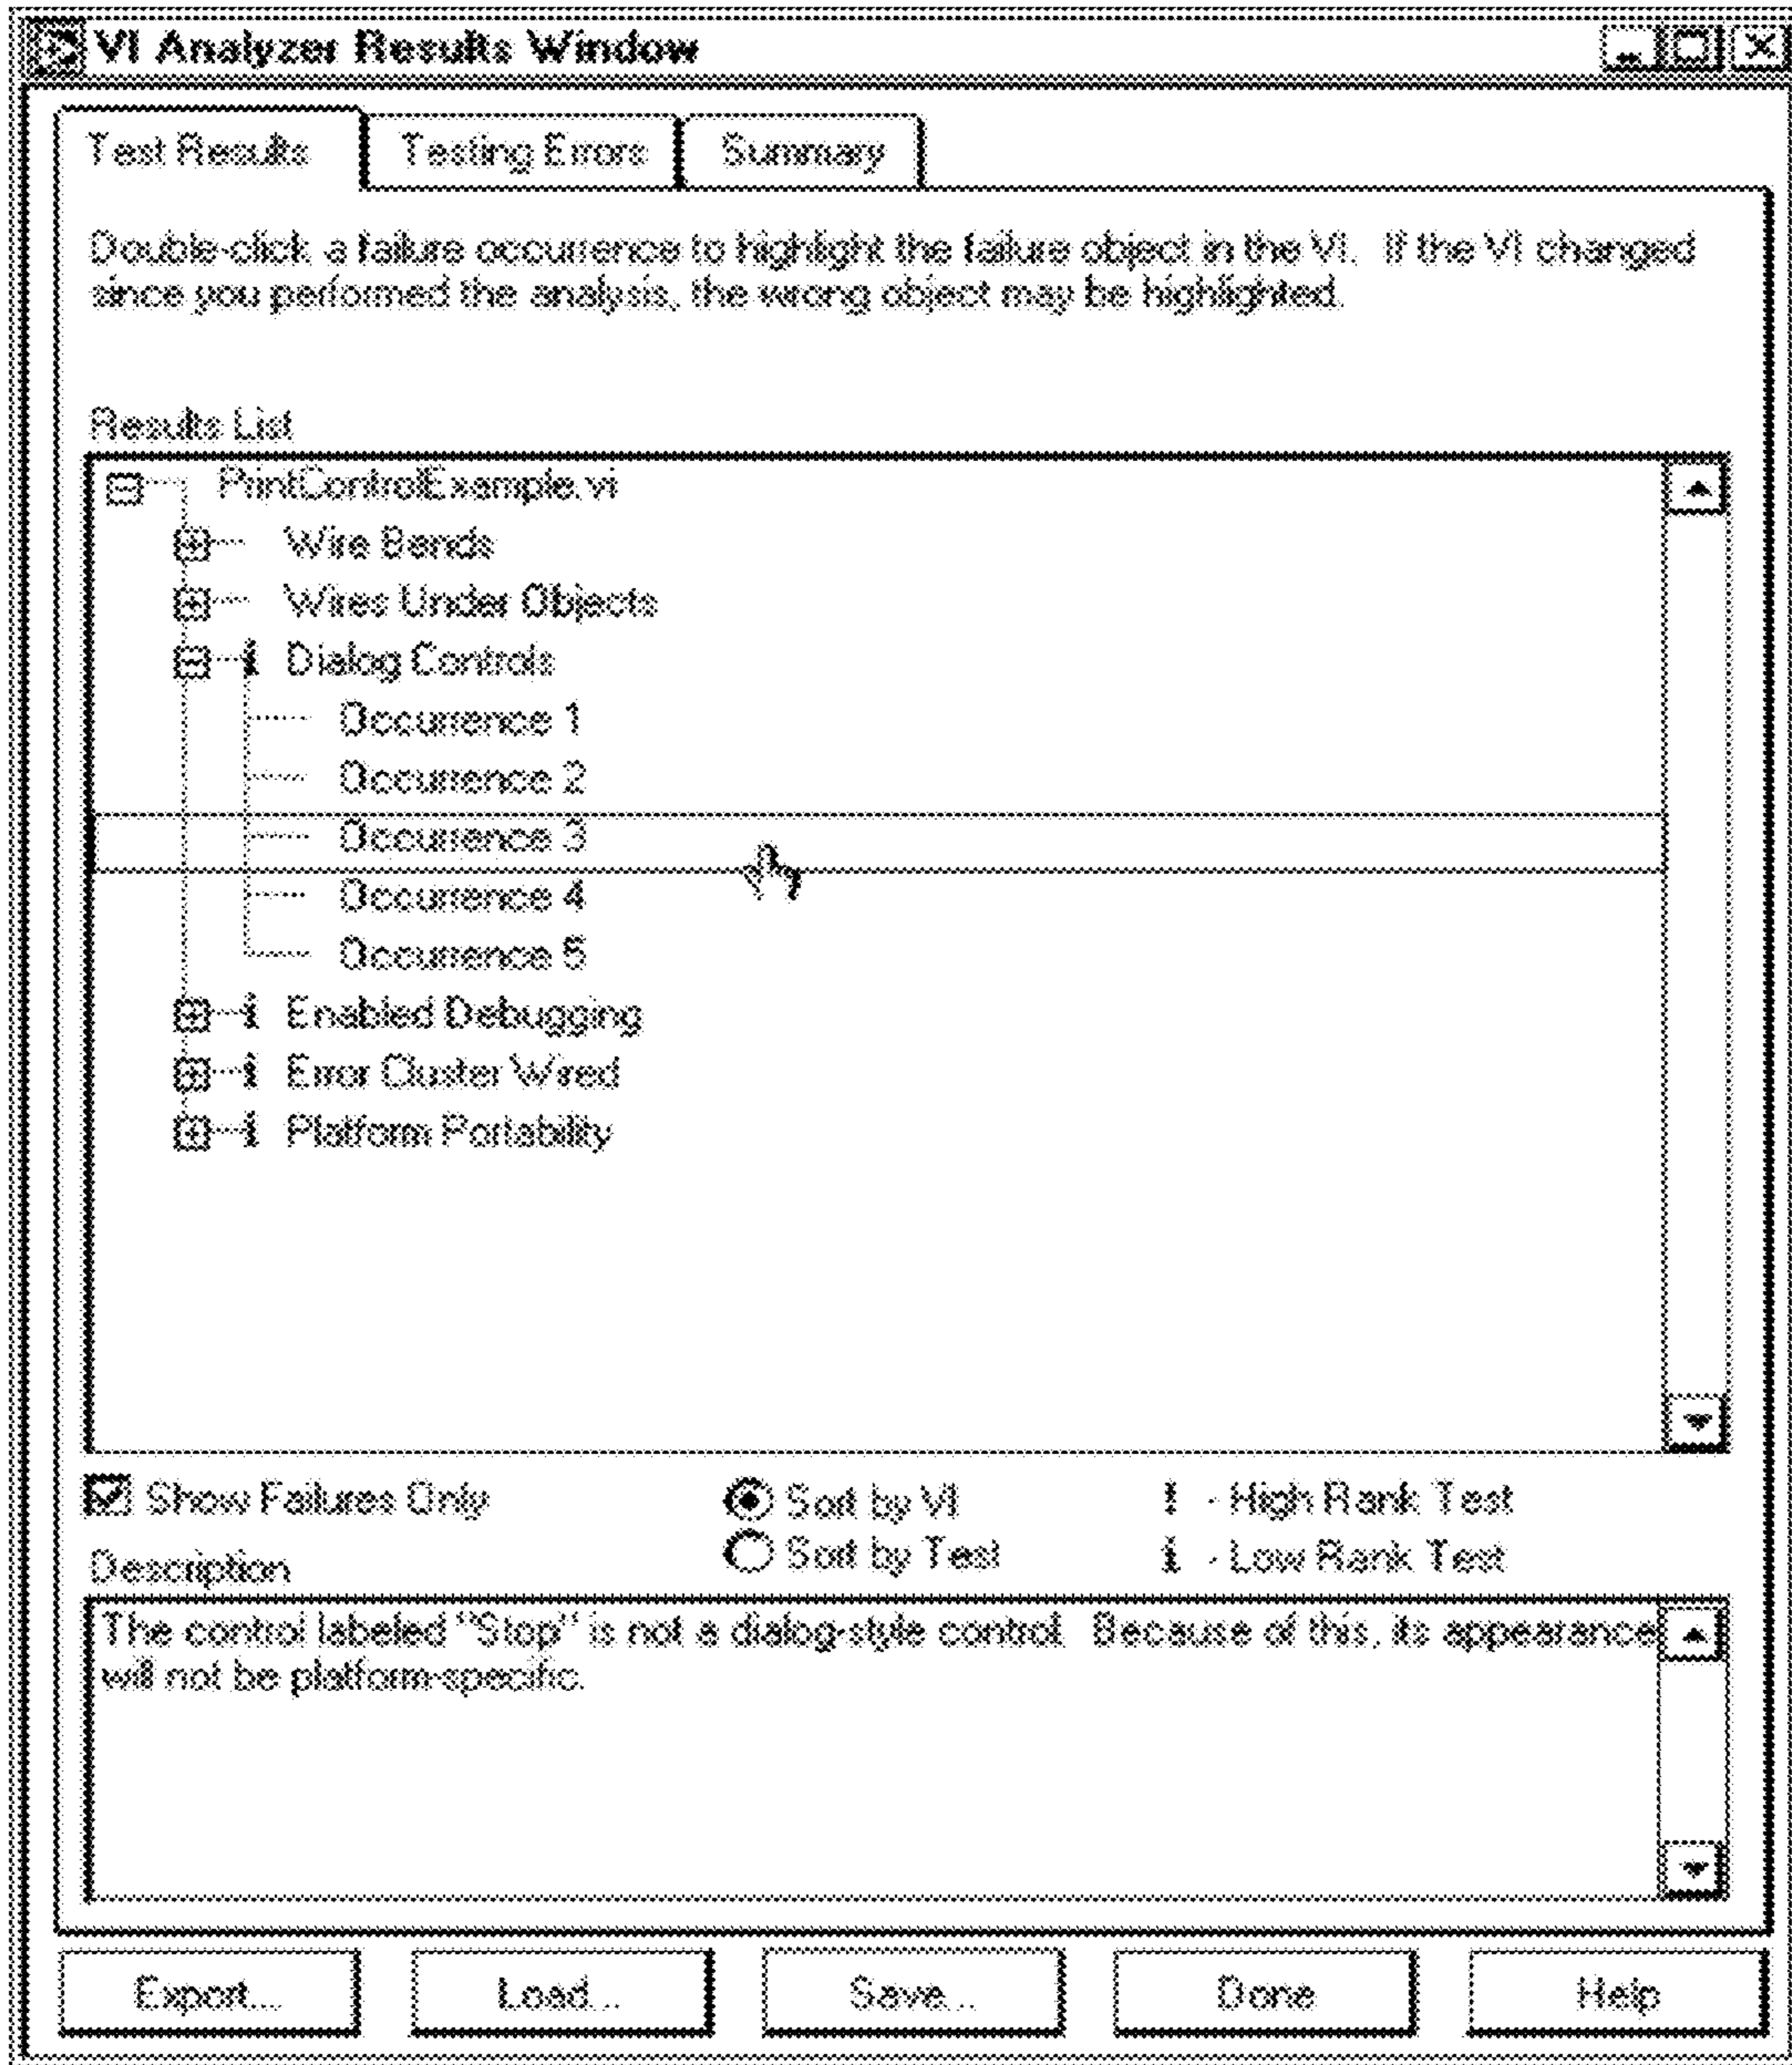 VI Analyzer Results Window
Test Results Testing Errors Summary
Double-click a failure occurrence to highlight the failure object in the VI. If the VI changed
since you performed the analysis, the wrong object may be highlighted.
Results List
PrintControlExample.vi
Wire Bends
Wires Under Objects
i Dialog Controls
Occurrence 1
Occurrence 2
Occurrence 3
Occurrence 4
Occurrence 5
i Enabled Debugging
i Error Cluster Wired
i Platform Portability
Show Failures Only Sort by VI ! - High Rank Test
Sort by Test i - Low Rank Test
Description
The control labeled "Stop" is not a dialog-style control. Because of this, its appearance
will not be platform-specific.
Export... Load... Save... Done Help